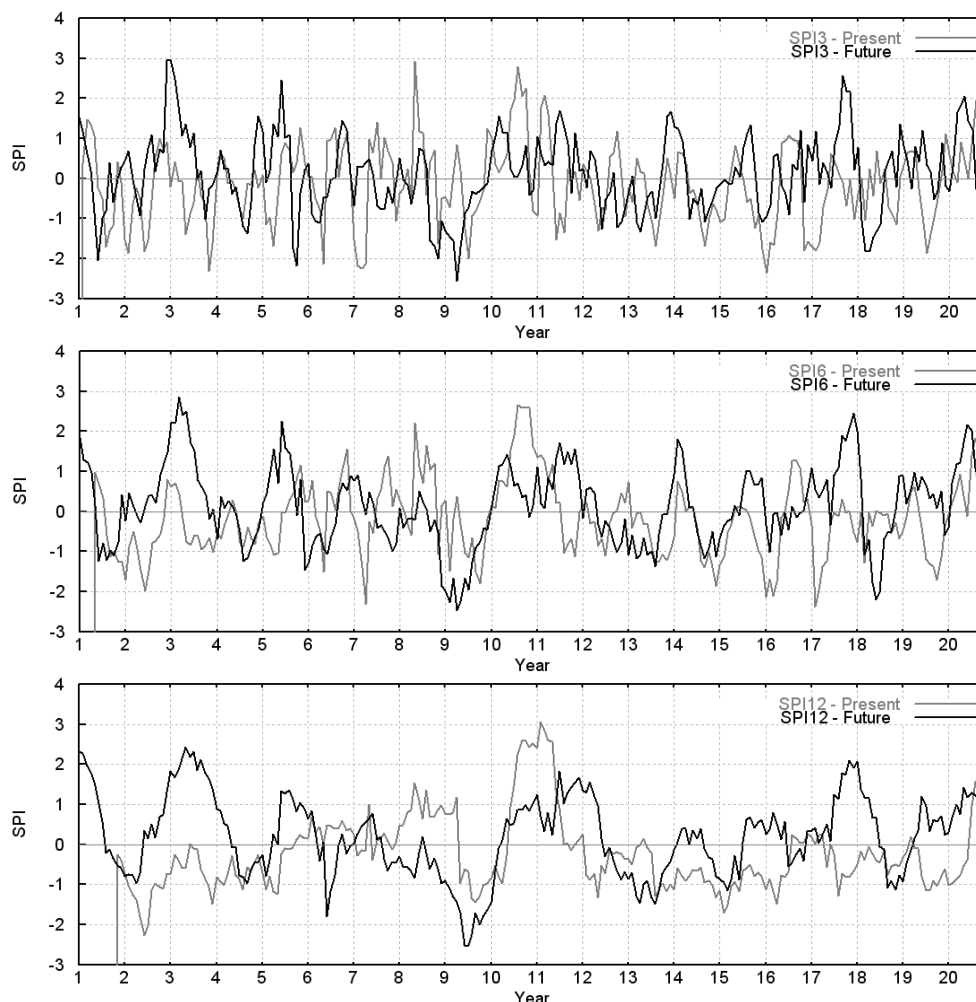 4
3
2
1
0
-1
-2
-3
SPI
SPI3 - Present
SPI3 - Future
1 2 3 4 5 6 7 8 9 10 11 12 13 14 15 16 17 18 19 20
Year
4
3
2
1
0
-1
-2
-3
SPI
SPI6 - Present
SPI6 - Future
1 2 3 4 5 6 7 8 9 10 11 12 13 14 15 16 17 18 19 20
Year
4
3
2
1
0
-1
-2
-3
SPI
SPI12 - Present
SPI12 - Future
1 2 3 4 5 6 7 8 9 10 11 12 13 14 15 16 17 18 19 20
Year